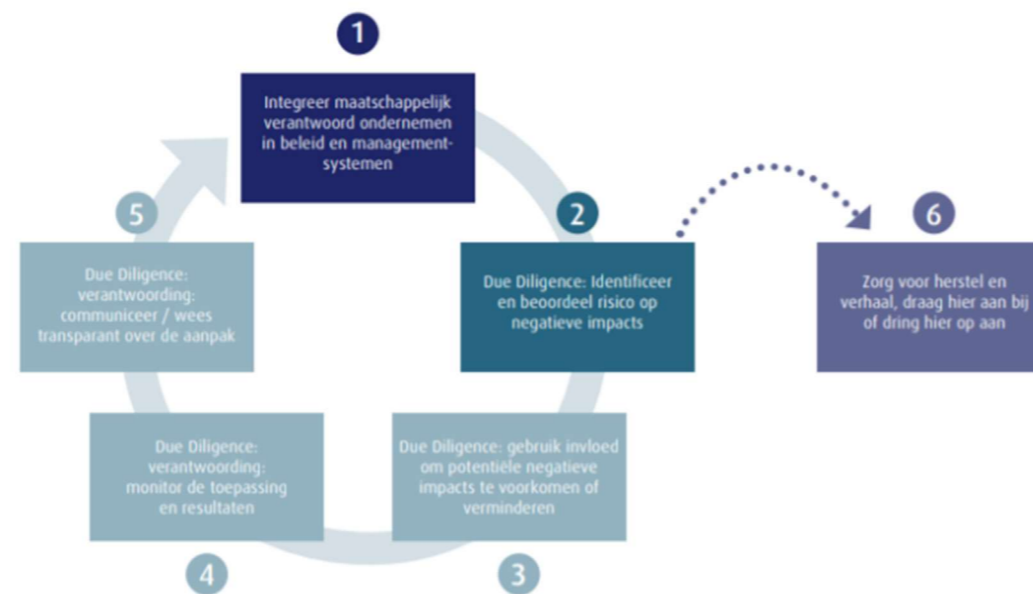 1
Integreer maatschappelijk
verantwoord ondernemen
in beleid en management-
systemen
2
Due Diligence: Identificeer
en beoordeel risico op
negatieve impacts
3
Due Diligence: gebruik invloed
om potentiële negatieve
impacts te voorkomen of
verminderen
4
Due Diligence:
verantwoording:
monitor de toepassing
en resultaten
5
Due Diligence:
verantwoording:
communiceer / wees
transparant over de aanpak
6
Zorg voor herstel en
verhaal, draag hier aan bij
of dring hier op aan